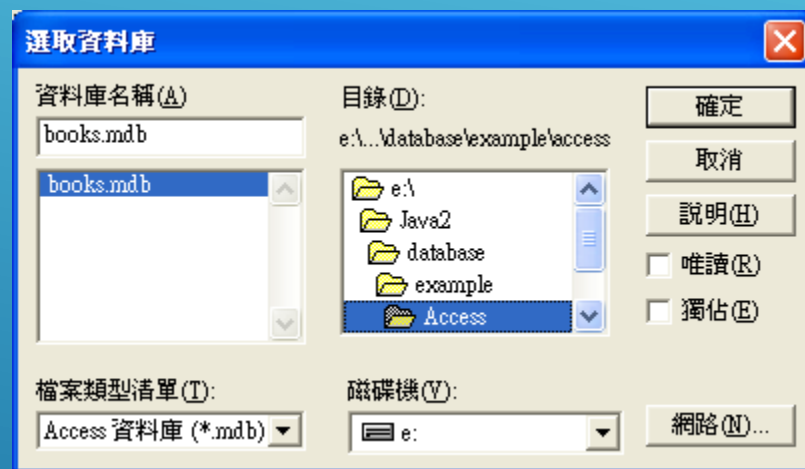 選取資料庫
資料庫名稱(A)
books.mdb
books.mdb
目錄(D):
e:\...\database\example\access
e:\
Java2
database
example
Access
確定
取消
說明(H)
唯讀(R)
獨佔(E)
檔案類型清單(T):
Access 資料庫 (*.mdb)
磁碟機(V):
e:
網路(N)...